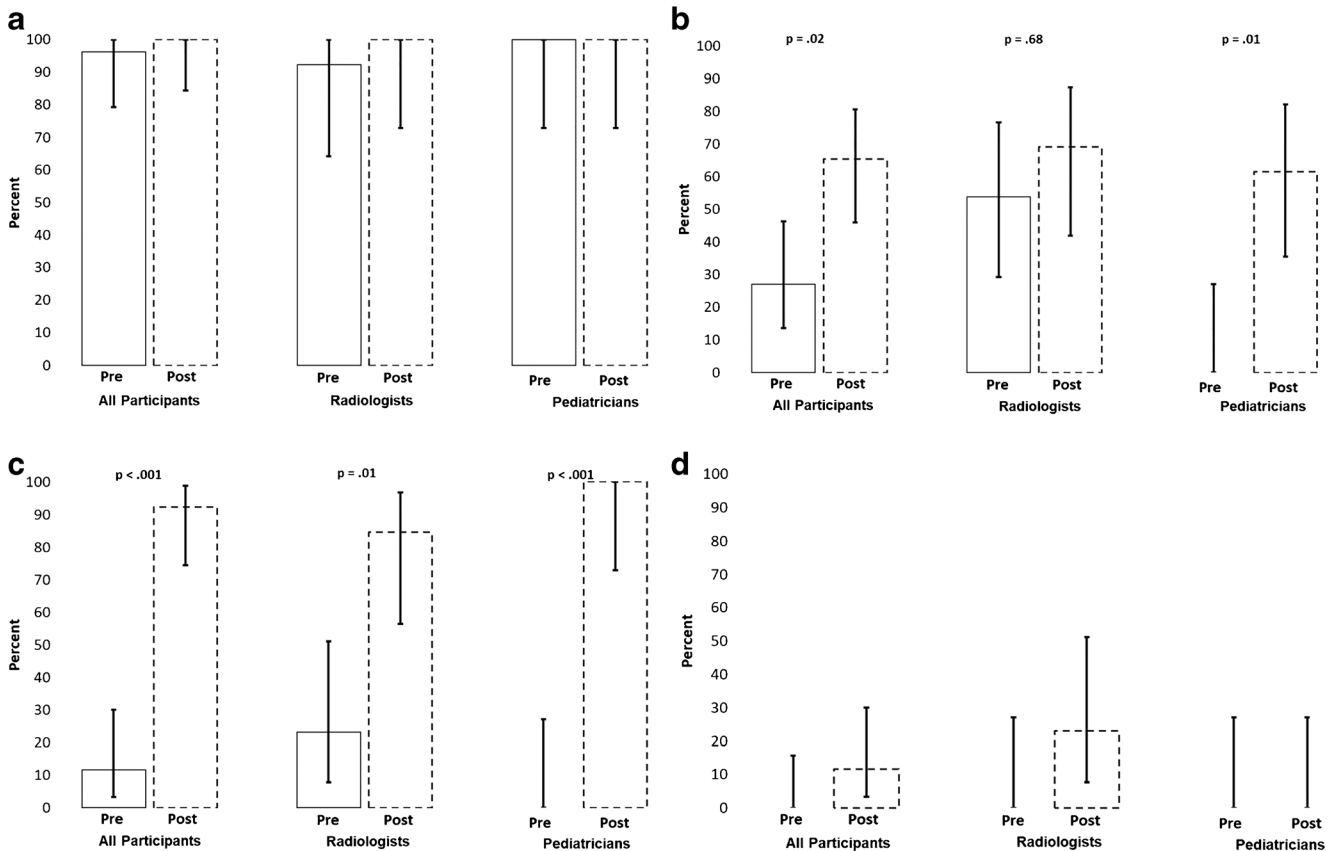 a
100
90
80
70
60
50
40
30
20
10
0
Percent
Pre Post Pre Post Pre Post
All Participants Radiologists Pediatricians
b
p = .02 p = .68 p = .01
100
90
80
70
60
50
40
30
20
10
0
Percent
Pre Post Pre Post Pre Post
All Participants Radiologists Pediatricians
c
p < .001 p = .01 p < .001
100
90
80
70
60
50
40
30
20
10
0
Percent
Pre Post Pre Post Pre Post
All Participants Radiologists Pediatricians
d
100
90
80
70
60
50
40
30
20
10
0
Percent
Pre Post Pre Post Pre Post
All Participants Radiologists Pediatricians